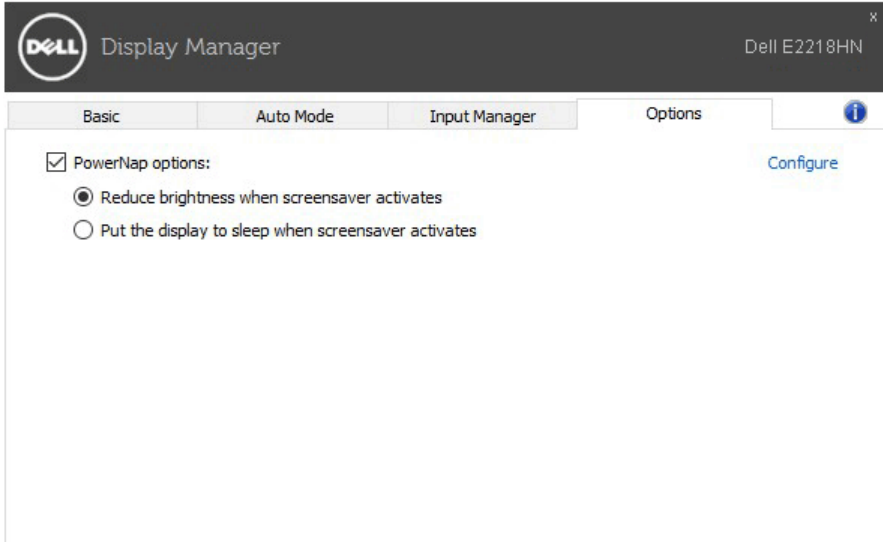 x
DELL Display Manager Dell E2218HN
Basic Auto Mode Input Manager Options i
PowerNap options: Configure
Reduce brightness when screensaver activates
Put the display to sleep when screensaver activates